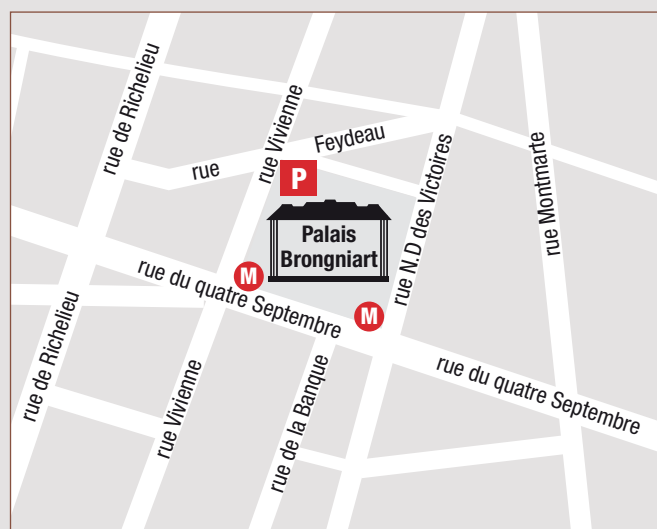 rue de Richelieu
rue Vivienne
rue Feydeau
rue Montmarte
P
rue N.D des Victoires
Palais
Brongniart
M
rue du quatre Septembre
M
rue de Richelieu
rue Vivienne
rue de la Banque
rue du quatre Septembre